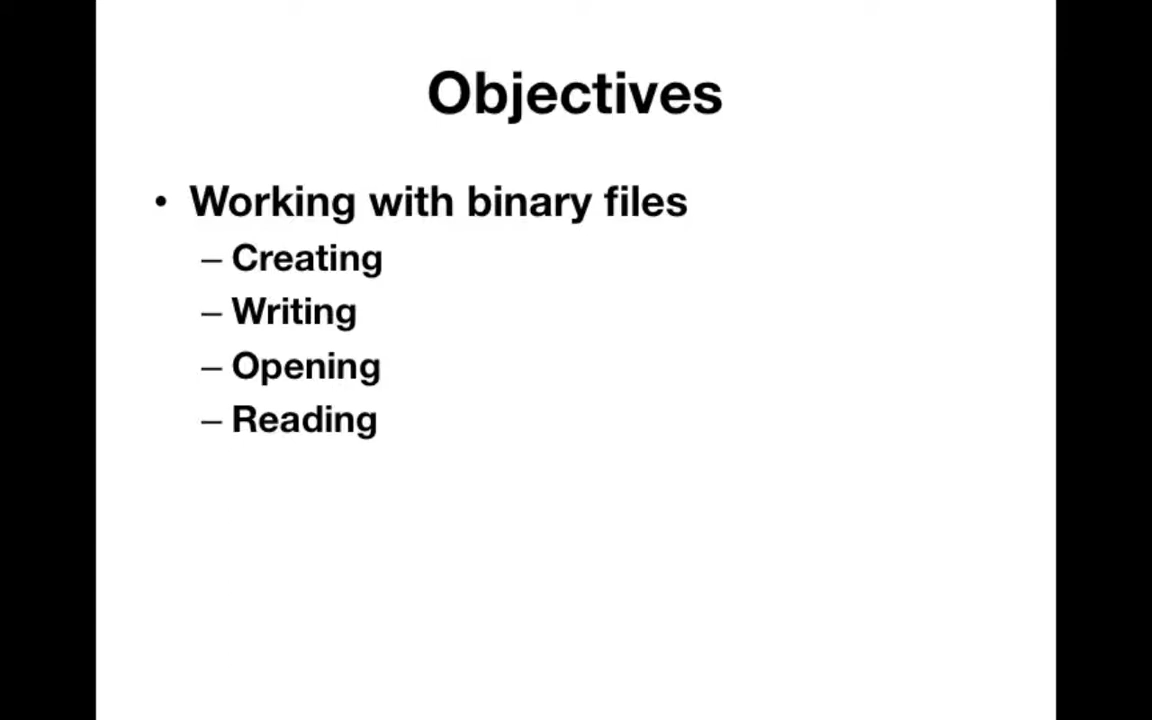 Objectives
• Working with binary files
– Creating
– Writing
– Opening
– Reading